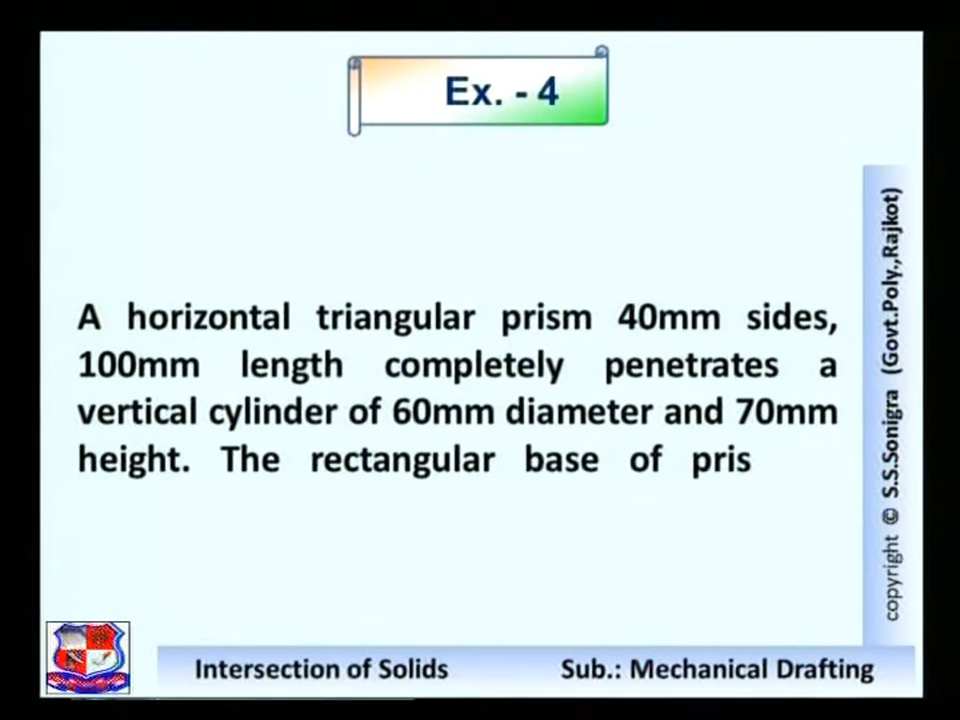 Ex. - 4
A horizontal triangular prism 40mm sides,
100mm length completely penetrates a
vertical cylinder of 60mm diameter and 70mm
height. The rectangular base of pris
copyright © S.S.Sonigra (Govt.Poly.,Rajkot)
Intersection of Solids Sub.: Mechanical Drafting